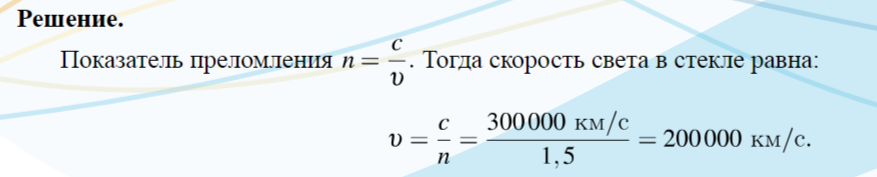 Решение.
Показатель преломления n = c/υ. Тогда скорость света в стекле равна:
υ = c/n = 300 000 км/с / 1,5 = 200 000 км/с.